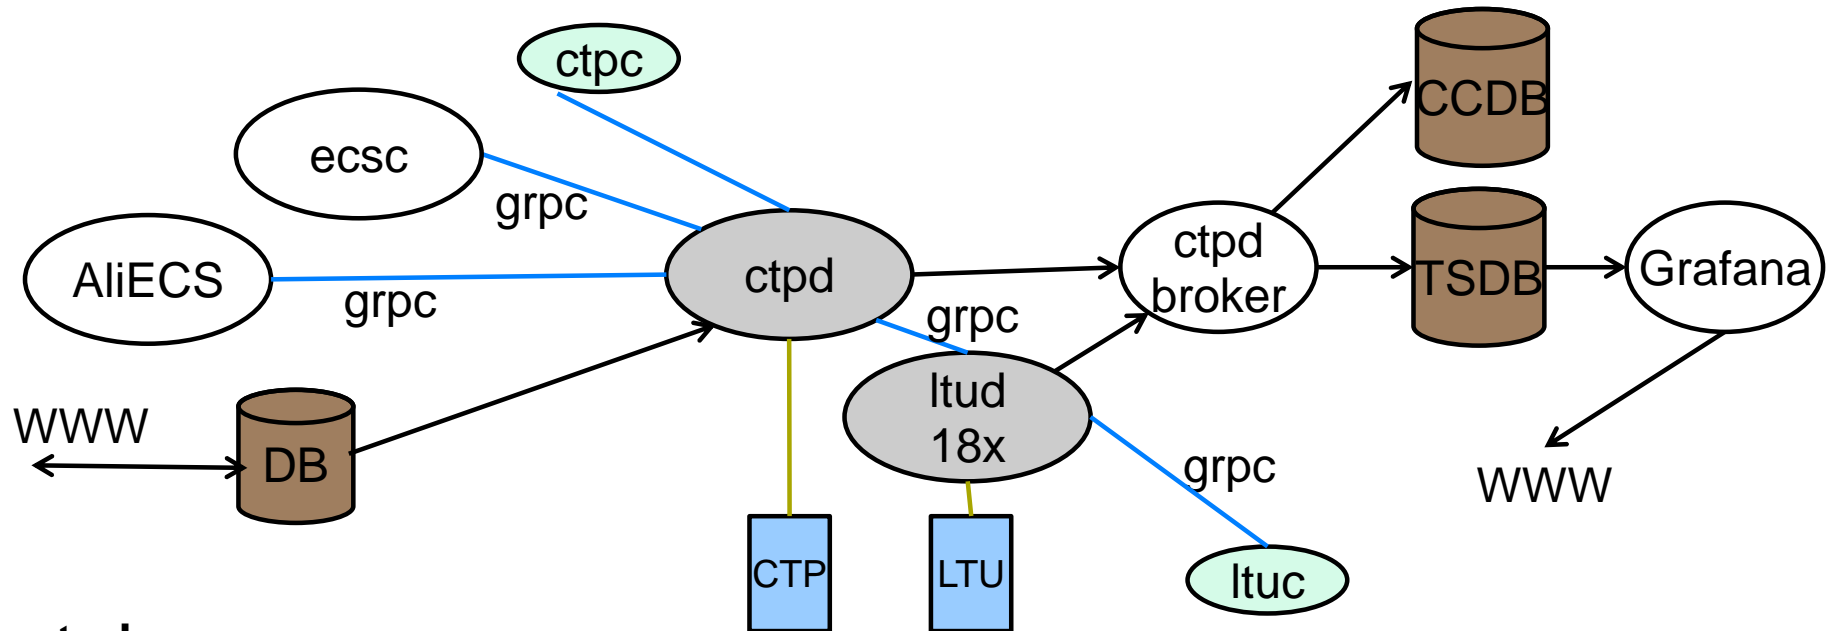 ctpc
CCDB
ecsc
grpc
ctpd
broker
AliECS
grpc
ctpd
TSDB
Grafana
grpc
ltud
18x
WWW
DB
grpc
WWW
CTP
LTU
ltuc